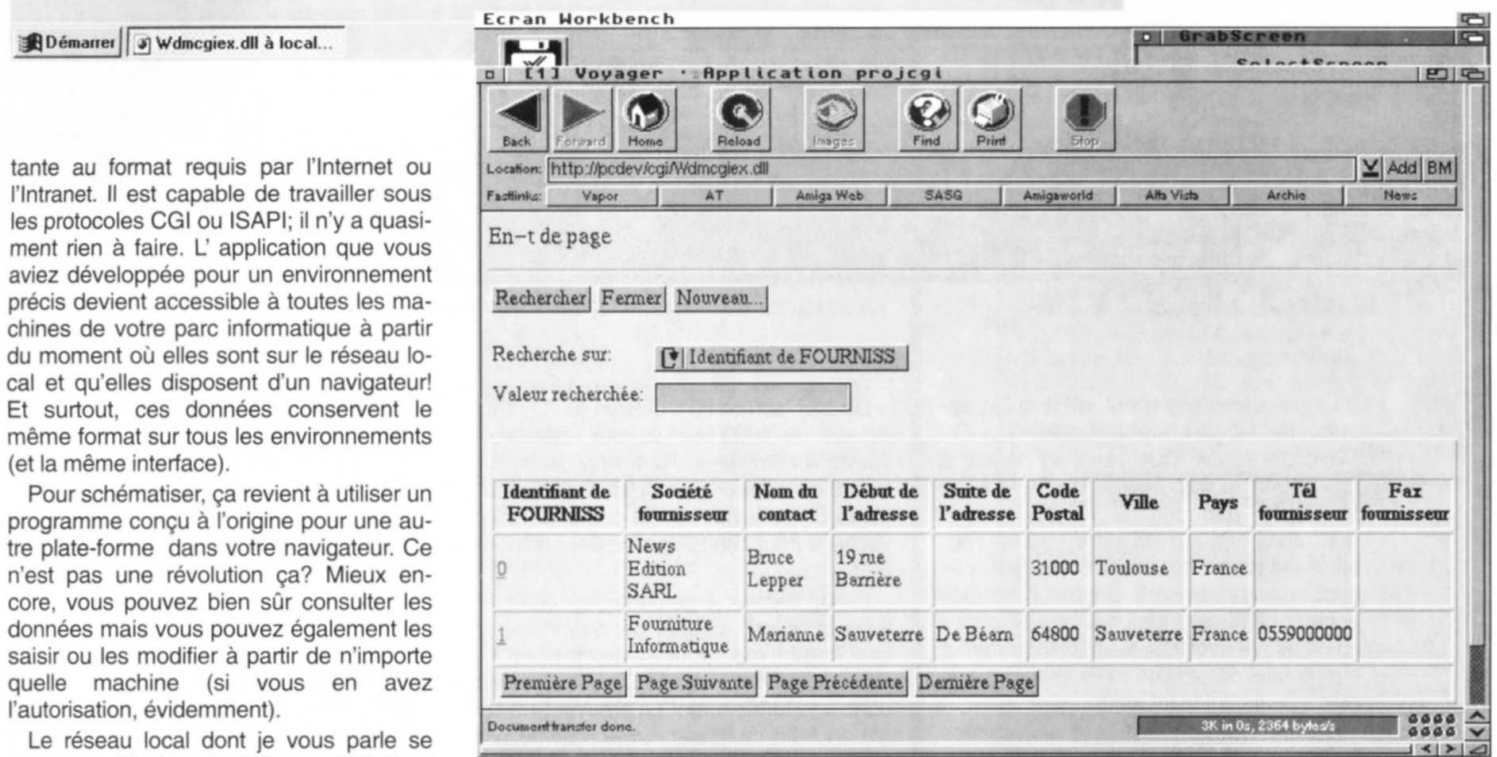 Démarrer Wdmcgiex.dll à local...
tante au format requis par l'Internet ou
l'Intranet. Il est capable de travailler sous
les protocoles CGI ou ISAPI; il n'y a quasi-
ment rien à faire. L' application que vous
aviez développée pour un environnement
précis devient accessible à toutes les ma-
chines de votre parc informatique à partir
du moment où elles sont sur le réseau lo-
cal et qu'elles disposent d'un navigateur!
Et surtout, ces données conservent le
même format sur tous les environnements
(et la même interface).
Pour schématiser, ça revient à utiliser un
programme conçu à l'origine pour une au-
tre plate-forme dans votre navigateur. Ce
n'est pas une révolution ça? Mieux en-
core, vous pouvez bien sûr consulter les
données mais vous pouvez également les
saisir ou les modifier à partir de n'importe
quelle machine (si vous en avez
l'autorisation, évidemment).
Le réseau local dont je vous parle se
Ecran Workbench
GrabScreen
SelectScreen
[1] Voyager · Application projcgi
Back Forward Home Reload Images Find Print Stop
Location: http://pcdev/cgi/Wdmcgiex.dll Add BM
Fastlinks: Vapor AT Amiga Web SASG Amigaworld Alta Vista Archie News
En-t de page
Rechercher Fermer Nouveau...
Recherche sur: Identifiant de FOURNISS
Valeur recherchée:
Identifiant de Société Nom du Début de Suite de Code Ville Pays Tél Fax
FOURNISS fournisseur contact l'adresse l'adresse Postal fournisseur fournisseur
0 News Edition SARL Bruce Lepper 19 rue Barrière 31000 Toulouse France
1 Fourniture Informatique Marianne Sauveterre De Béarn 64800 Sauveterre France 0559000000
Première Page Page Suivante Page Précédente Dernière Page
Document transfer done. 3K in 0s, 2364 bytes/s